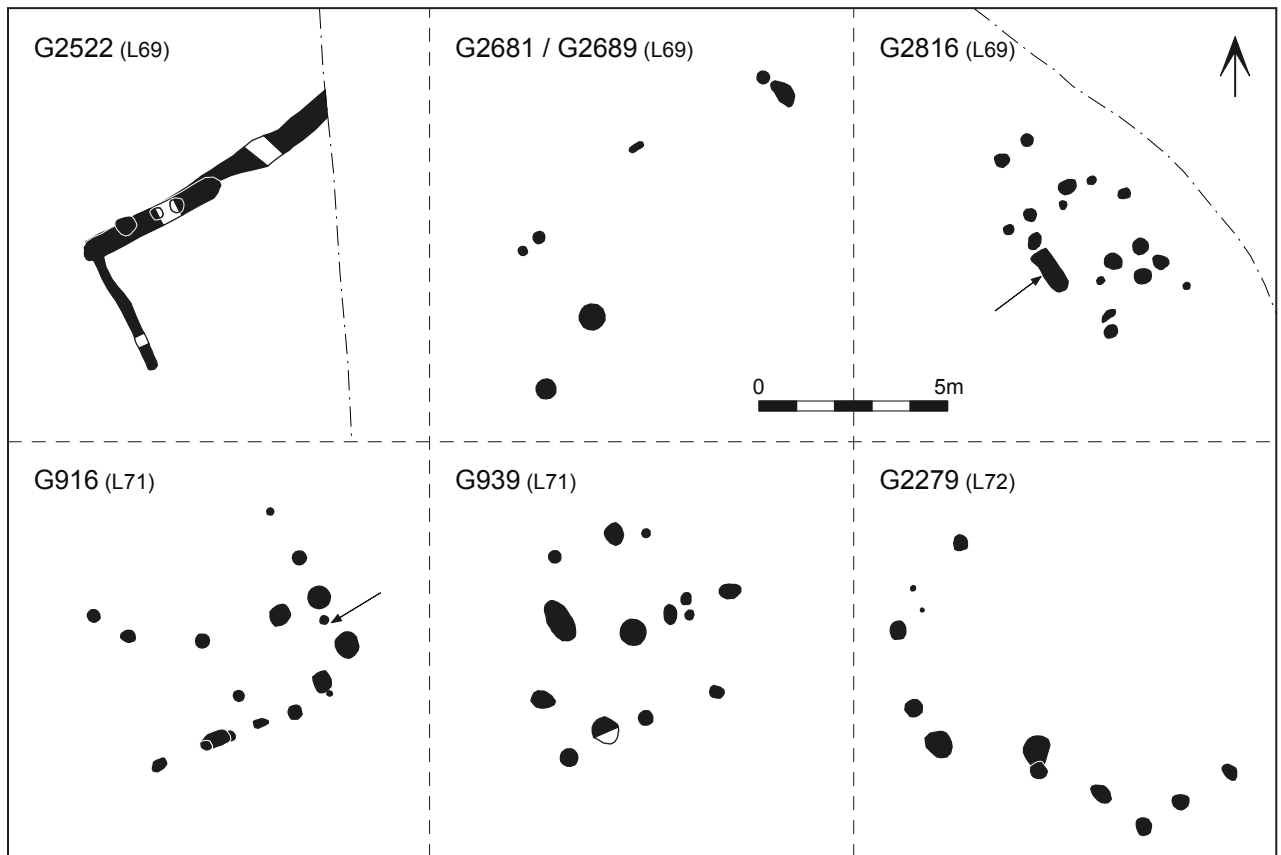 G2522 (L69)
G2681 / G2689 (L69)
G2816 (L69)
0 5m
G916 (L71)
G939 (L71)
G2279 (L72)